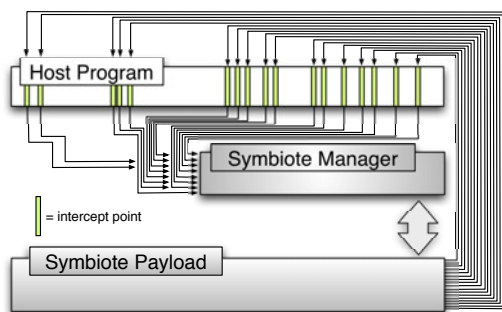 Host Program
Symbiote Manager
= intercept point
Symbiote Payload